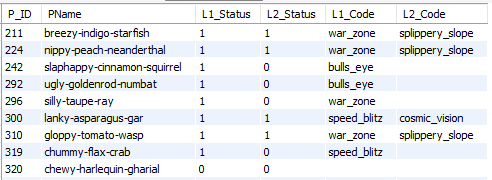 P_ID PName L1_Status L2_Status L1_Code L2_Code
211 breezy-indigo-starfish 1 1 war_zone splippery_slope
224 nippy-peach-neanderthal 1 1 war_zone splippery_slope
242 slaphappy-cinnamon-squirrel 1 0 bulls_eye
292 ugly-goldenrod-numbat 1 0 bulls_eye
296 silly-taupe-ray 1 0 war_zone
300 lanky-asparagus-gar 1 1 speed_blitz cosmic_vision
310 gloppy-tomato-wasp 1 1 war_zone splippery_slope
319 chummy-flax-crab 1 0 speed_blitz
320 chewy-harlequin-gharial 0 0